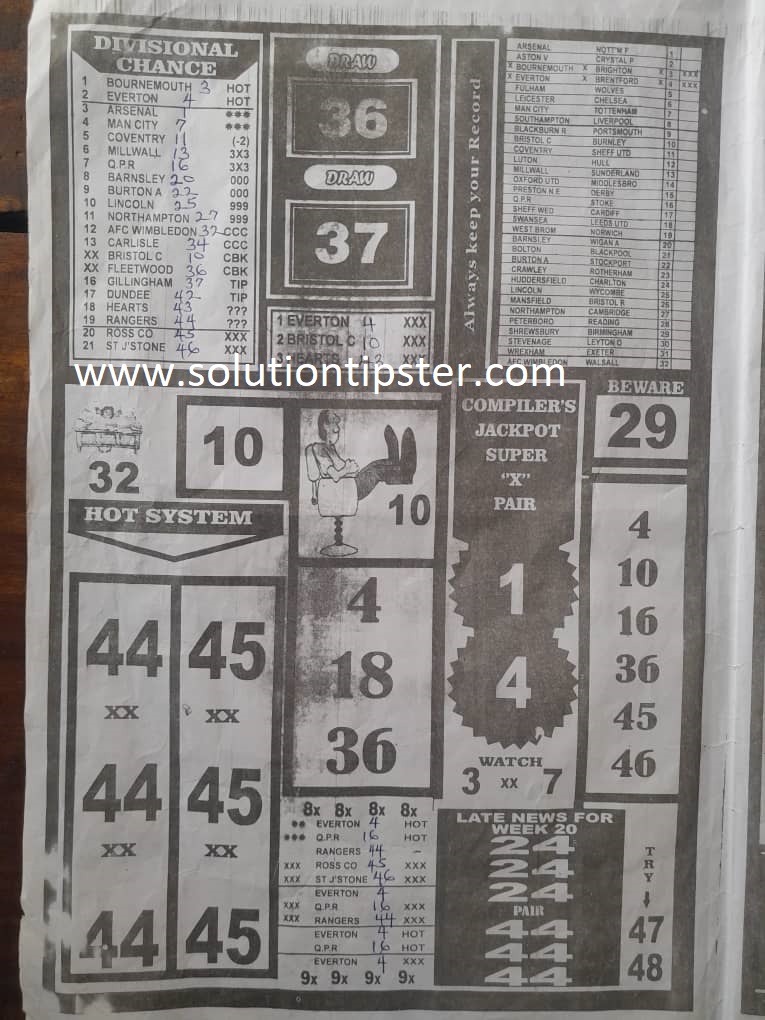 DIVISIONAL
CHANCE
1 BOURNEMOUTH 3 HOT
2 EVERTON 4 HOT
3 ARSENAL 1 ***
4 MAN CITY 7 ***
5 COVENTRY 11 (-2)
6 MILLWALL 13 3X3
7 Q.P.R 16 3X3
8 BARNSLEY 20 000
9 BURTON A 22 000
10 LINCOLN 25 999
11 NORTHAMPTON 27 999
12 AFC WIMBLEDON 32 CCC
13 CARLISLE 34 CCC
XX BRISTOL C 10 CBK
XX FLEETWOOD 36 CBK
16 GILLINGHAM 37 TIP
17 DUNDEE 42 TIP
18 HEARTS 43 ???
19 RANGERS 44 ???
20 ROSS CO 45 XXX
21 ST J'STONE 46 XXX
DRAW
36
DRAW
37
1 EVERTON 4 XXX
2 BRISTOL C 10 XXX
HEARTS XXX
Always keep your Record
ARSENAL NOTT'M F 1
ASTON V CRYSTAL P 2
X BOURNEMOUTH X BRIGHTON X 3 XXX
X EVERTON X BRENTFORD X 4 XXX
FULHAM WOLVES 5
LEICESTER CHELSEA 6
MAN CITY TOTTENHAM 7
SOUTHAMPTON LIVERPOOL 8
BLACKBURN R PORTSMOUTH 9
BRISTOL C BURNLEY 10
COVENTRY SHEFF UTD 11
LUTON HULL 12
MILLWALL SUNDERLAND 13
OXFORD UTD MIDDLESBRO 14
PRESTON N.E DERBY 15
Q.P.R STOKE 16
SHEFF WED CARDIFF 17
SWANSEA LEEDS UTD 18
WEST BROM NORWICH 19
BARNSLEY WIGAN A 20
BOLTON BLACKPOOL 21
BURTON A STOCKPORT 22
CRAWLEY ROTHERHAM 23
HUDDERSFIELD CHARLTON 24
LINCOLN WYCOMBE 25
MANSFIELD BRISTOL R 26
NORTHAMPTON CAMBRIDGE 27
PETERBORO READING 28
SHREWSBURY BIRMINGHAM 29
STEVENAGE LEYTON O 30
WREXHAM EXETER 31
AFC WIMBLEDON WALSALL 32
www.solutiontipster.com
32
10
10
COMPILER'S
JACKPOT
SUPER
"X"
PAIR
1
4
WATCH
3 XX 7
BEWARE
29
4
10
16
36
45
46
HOT SYSTEM
44 45
XX XX
44 45
XX XX
44 45
4
18
36
8x 8x 8x 8x
** EVERTON 4 HOT
*** Q.P.R 16 HOT
RANGERS 44 –
XXX ROSS CO 45 XXX
XXX ST J'STONE 46 XXX
EVERTON 4
XXX Q.P.R 16 XXX
XXX RANGERS 44 XXX
EVERTON 4 HOT
Q.P.R 16 HOT
EVERTON 4 XXX
9x 9x 9x 9x
LATE NEWS FOR
WEEK 20
24
24
24
PAIR
44
44
44
TRY
47
48